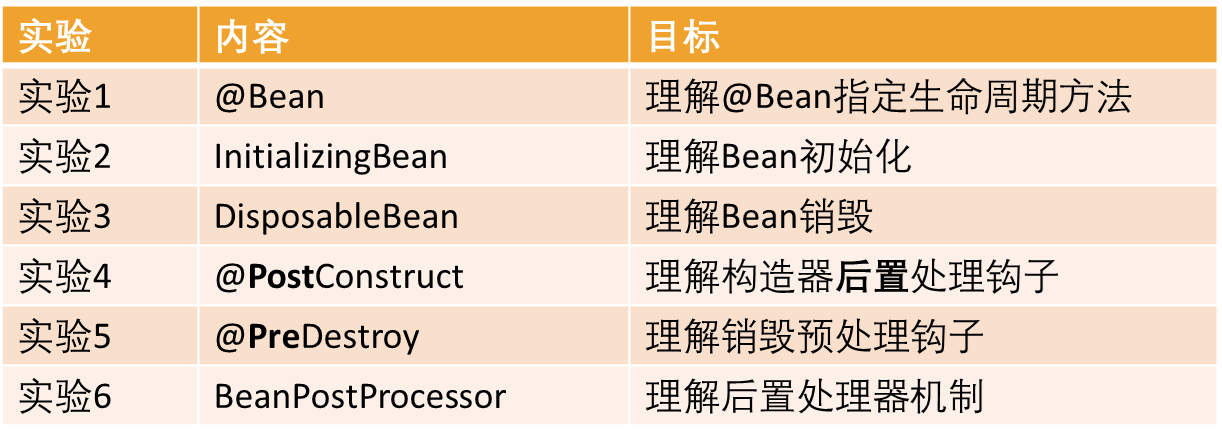 实验 内容 目标
实验1 @Bean 理解@Bean指定生命周期方法
实验2 InitializingBean 理解Bean初始化
实验3 DisposableBean 理解Bean销毁
实验4 @PostConstruct 理解构造器后置处理钩子
实验5 @PreDestroy 理解销毁预处理钩子
实验6 BeanPostProcessor 理解后置处理器机制